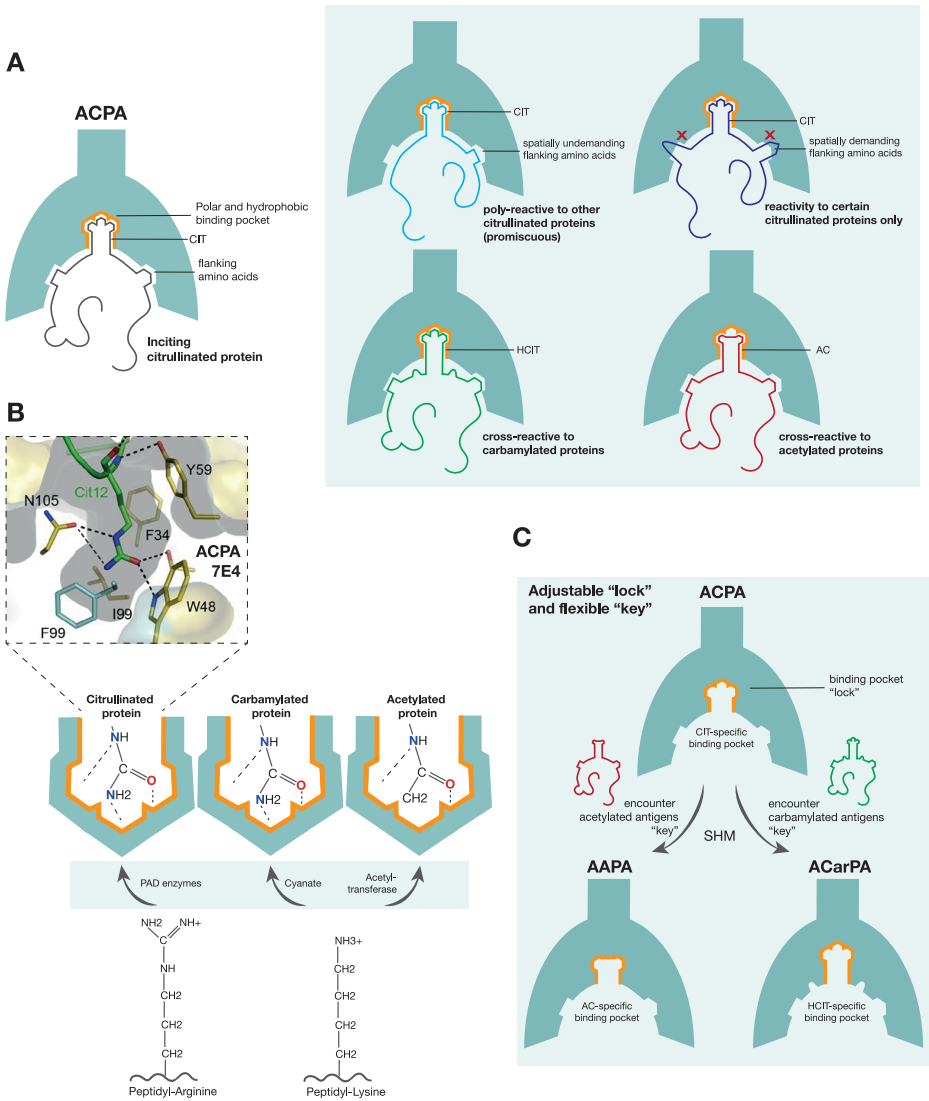 A
ACPA
Polar and hydrophobic
binding pocket
CIT
flanking
amino acids
Inciting
citrullinated protein
CIT
spatially undemanding
flanking amino acids
poly-reactive to other
citrullinated proteins
(promiscuous)
X
X
CIT
spatially demanding
flanking amino acids
reactivity to certain
citrullinated proteins only
HCIT
cross-reactive to
carbamylated proteins
AC
cross-reactive to
acetylated proteins
B
Y59
Cit12
N105
F34
ACPA
7E4
I99
W48
F99
Citrullinated
protein
NH
C
O
NH2
Carbamylated
protein
NH
C
O
NH2
Acetylated
protein
NH
C
O
CH2
PAD enzymes
Cyanate
Acetyl-
transferase
NH2
NH+
C
NH
CH2
CH2
CH2
Peptidyl-Arginine
NH3+
CH2
CH2
CH2
CH2
Peptidyl-Lysine
C
Adjustable “lock”
and flexible “key”
ACPA
binding pocket
“lock”
CIT-specific
binding pocket
encounter
acetylated antigens
“key”
SHM
encounter
carbamylated antigens
“key”
AAPA
AC-specific
binding pocket
ACarPA
HCIT-specific
binding pocket